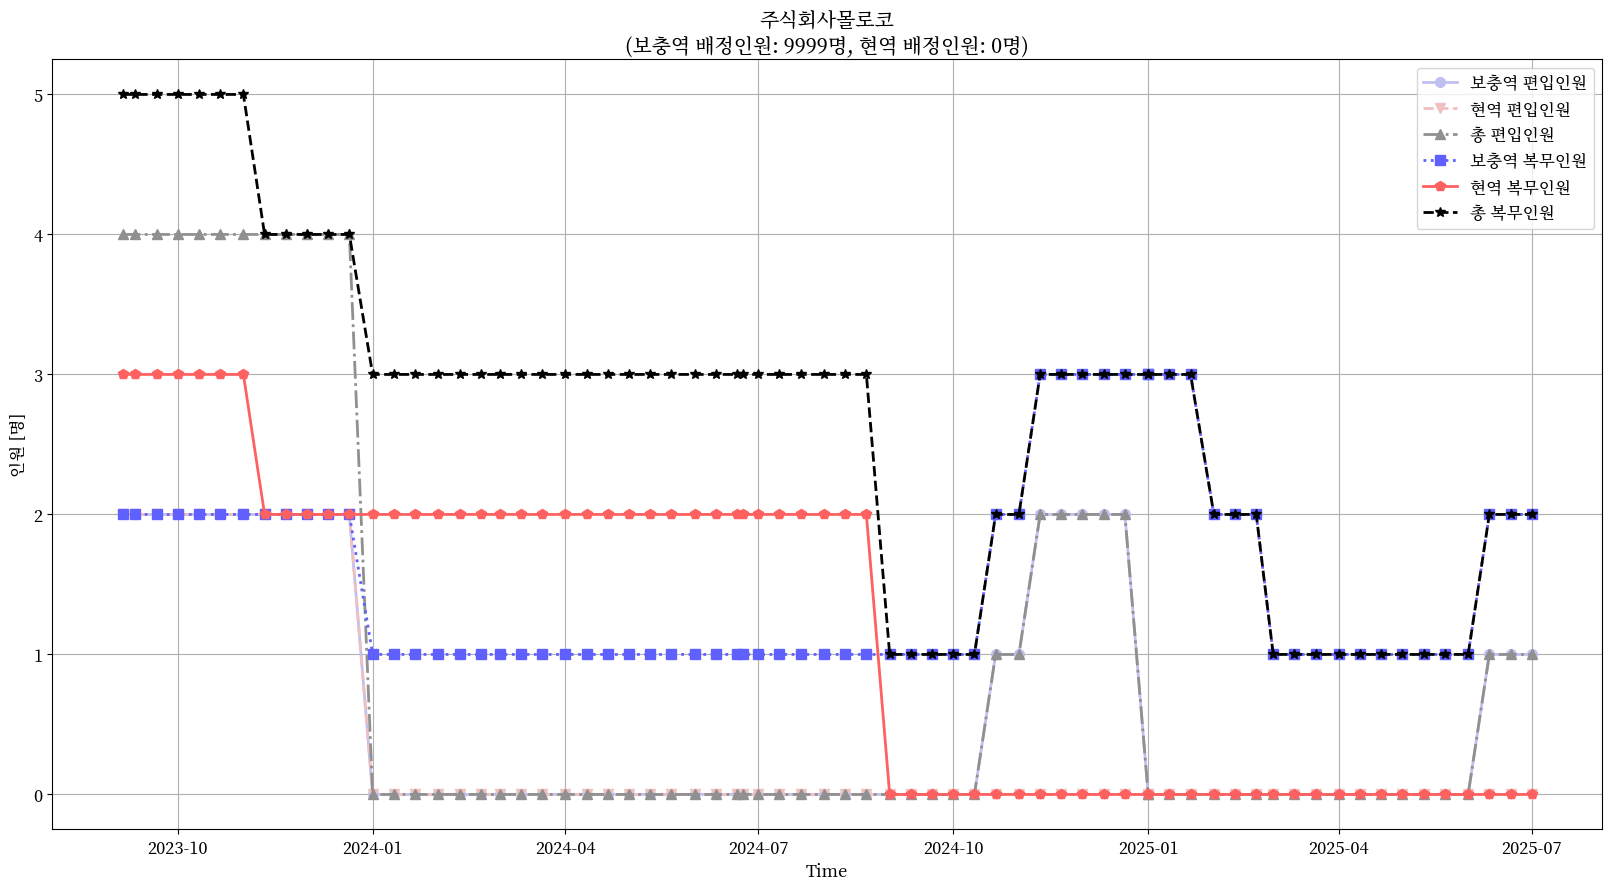 주식회사몰로코
(보충역 배정인원: 9999명, 현역 배정인원: 0명)
보충역 편입인원
현역 편입인원
총 편입인원
보충역 복무인원
현역 복무인원
총 복무인원
인원 [명]
5
4
3
2
1
0
2023-10
2024-01
2024-04
2024-07
2024-10
2025-01
2025-04
2025-07
Time